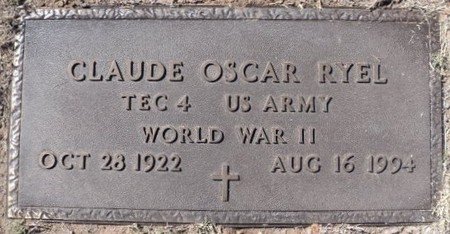 CLAUDE OSCAR RYEL
TEC 4 US ARMY
WORLD WAR II
OCT 28 1922 AUG 16 1994